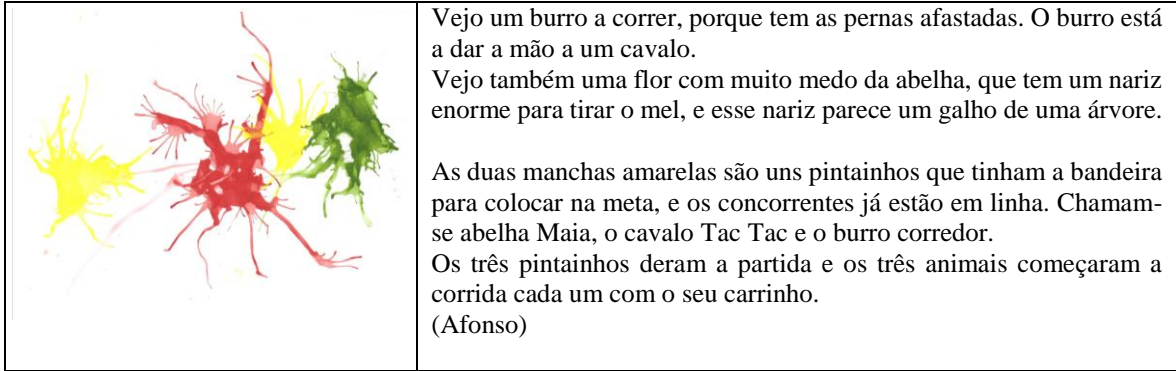 Vejo um burro a correr, porque tem as pernas afastadas. O burro está
a dar a mão a um cavalo.
Vejo também uma flor com muito medo da abelha, que tem um nariz
enorme para tirar o mel, e esse nariz parece um galho de uma árvore.
As duas manchas amarelas são uns pintainhos que tinham a bandeira
para colocar na meta, e os concorrentes já estão em linha. Chamam-
se abelha Maia, o cavalo Tac Tac e o burro corredor.
Os três pintainhos deram a partida e os três animais começaram a
corrida cada um com o seu carrinho.
(Afonso)